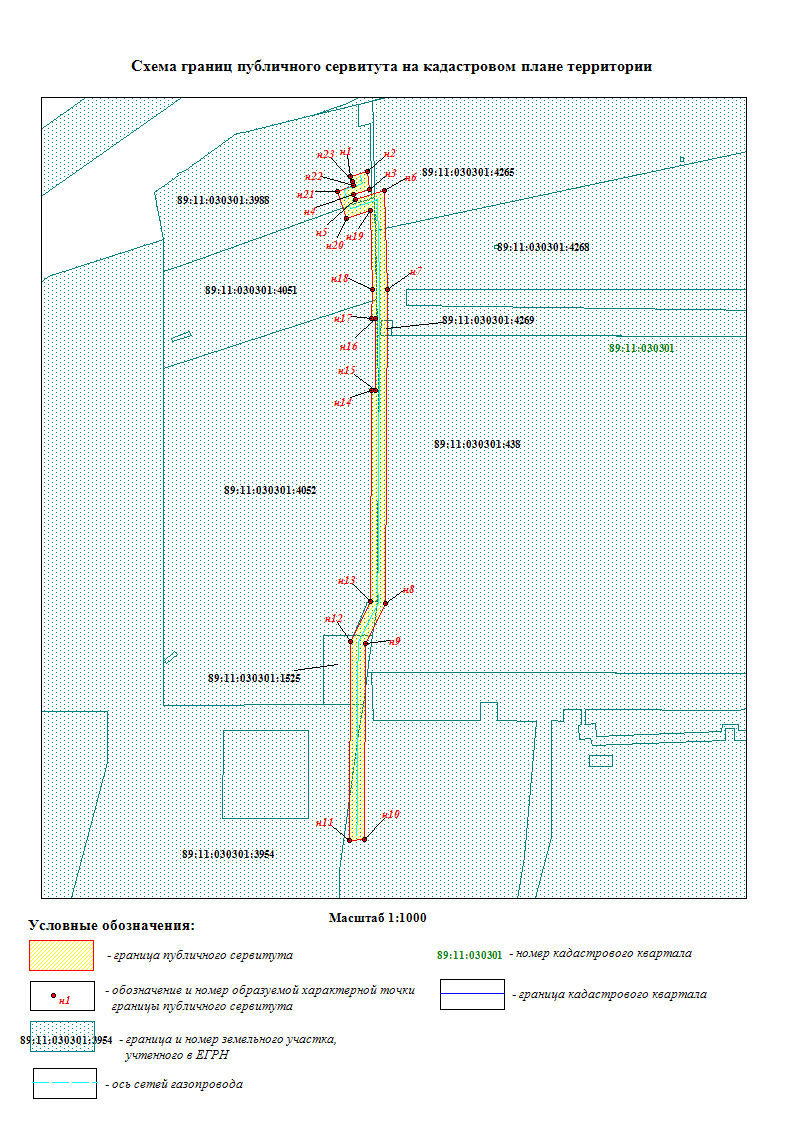 Схема границ публичного сервитута на кадастровом плане территории
н23
н1
н2
н22
н3
89:11:030301:4265
н6
н21
89:11:030301:3988
н4
н5
н19
н20
89:11:030301:4268
н7
н18
89:11:030301:4051
н17
89:11:030301:4269
н16
89:11:030301
н15
н14
89:11:030301:438
89:11:030301:4052
н13
н8
н12
н9
89:11:030301:1525
н11
н10
89:11:030301:3954
Масштаб 1:1000
Условные обозначения:
- граница публичного сервитута
89:11:030301 - номер кадастрового квартала
н1 - обозначение и номер образуемой характерной точки
границы публичного сервитута
- граница кадастрового квартала
89:11:030301:3954 - граница и номер земельного участка,
учтенного в ЕГРН
- ось сетей газопровода